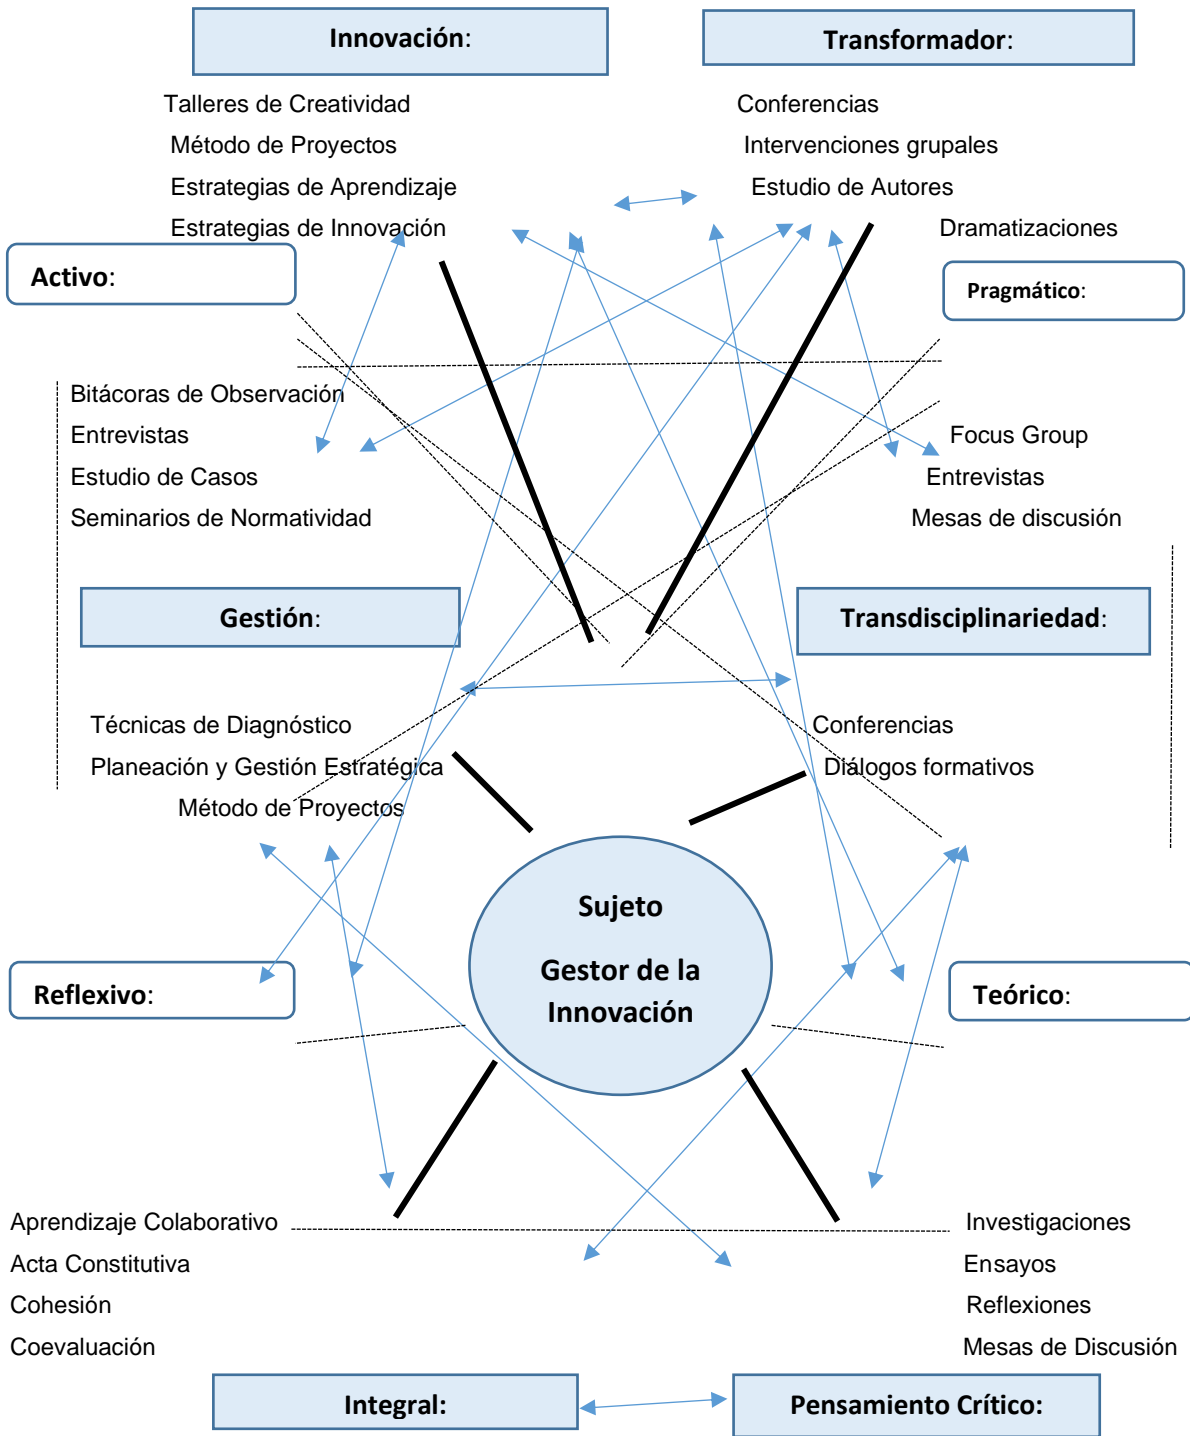 Innovación:
Transformador:
Talleres de Creatividad
Conferencias
Método de Proyectos
Intervenciones grupales
Estrategias de Aprendizaje
Estudio de Autores
Estrategias de Innovación
Dramatizaciones
Activo:
Pragmático:
Bitácoras de Observación
Entrevistas
Focus Group
Estudio de Casos
Entrevistas
Seminarios de Normatividad
Mesas de discusión
Gestión:
Transdisciplinariedad:
Técnicas de Diagnóstico
Conferencias
Planeación y Gestión Estratégica
Diálogos formativos
Método de Proyectos
Sujeto
Gestor de la
Innovación
Reflexivo:
Teórico:
Aprendizaje Colaborativo
Investigaciones
Acta Constitutiva
Ensayos
Cohesión
Reflexiones
Coevaluación
Mesas de Discusión
Integral:
Pensamiento Crítico: